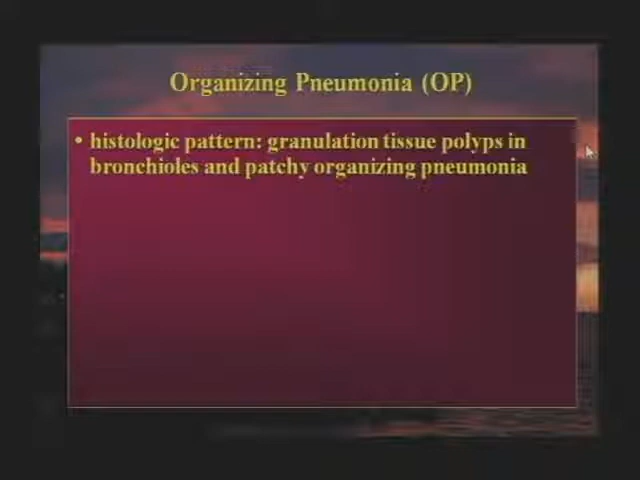 Organizing Pneumonia (OP)
• histologic pattern: granulation tissue polyps in
bronchioles and patchy organizing pneumonia